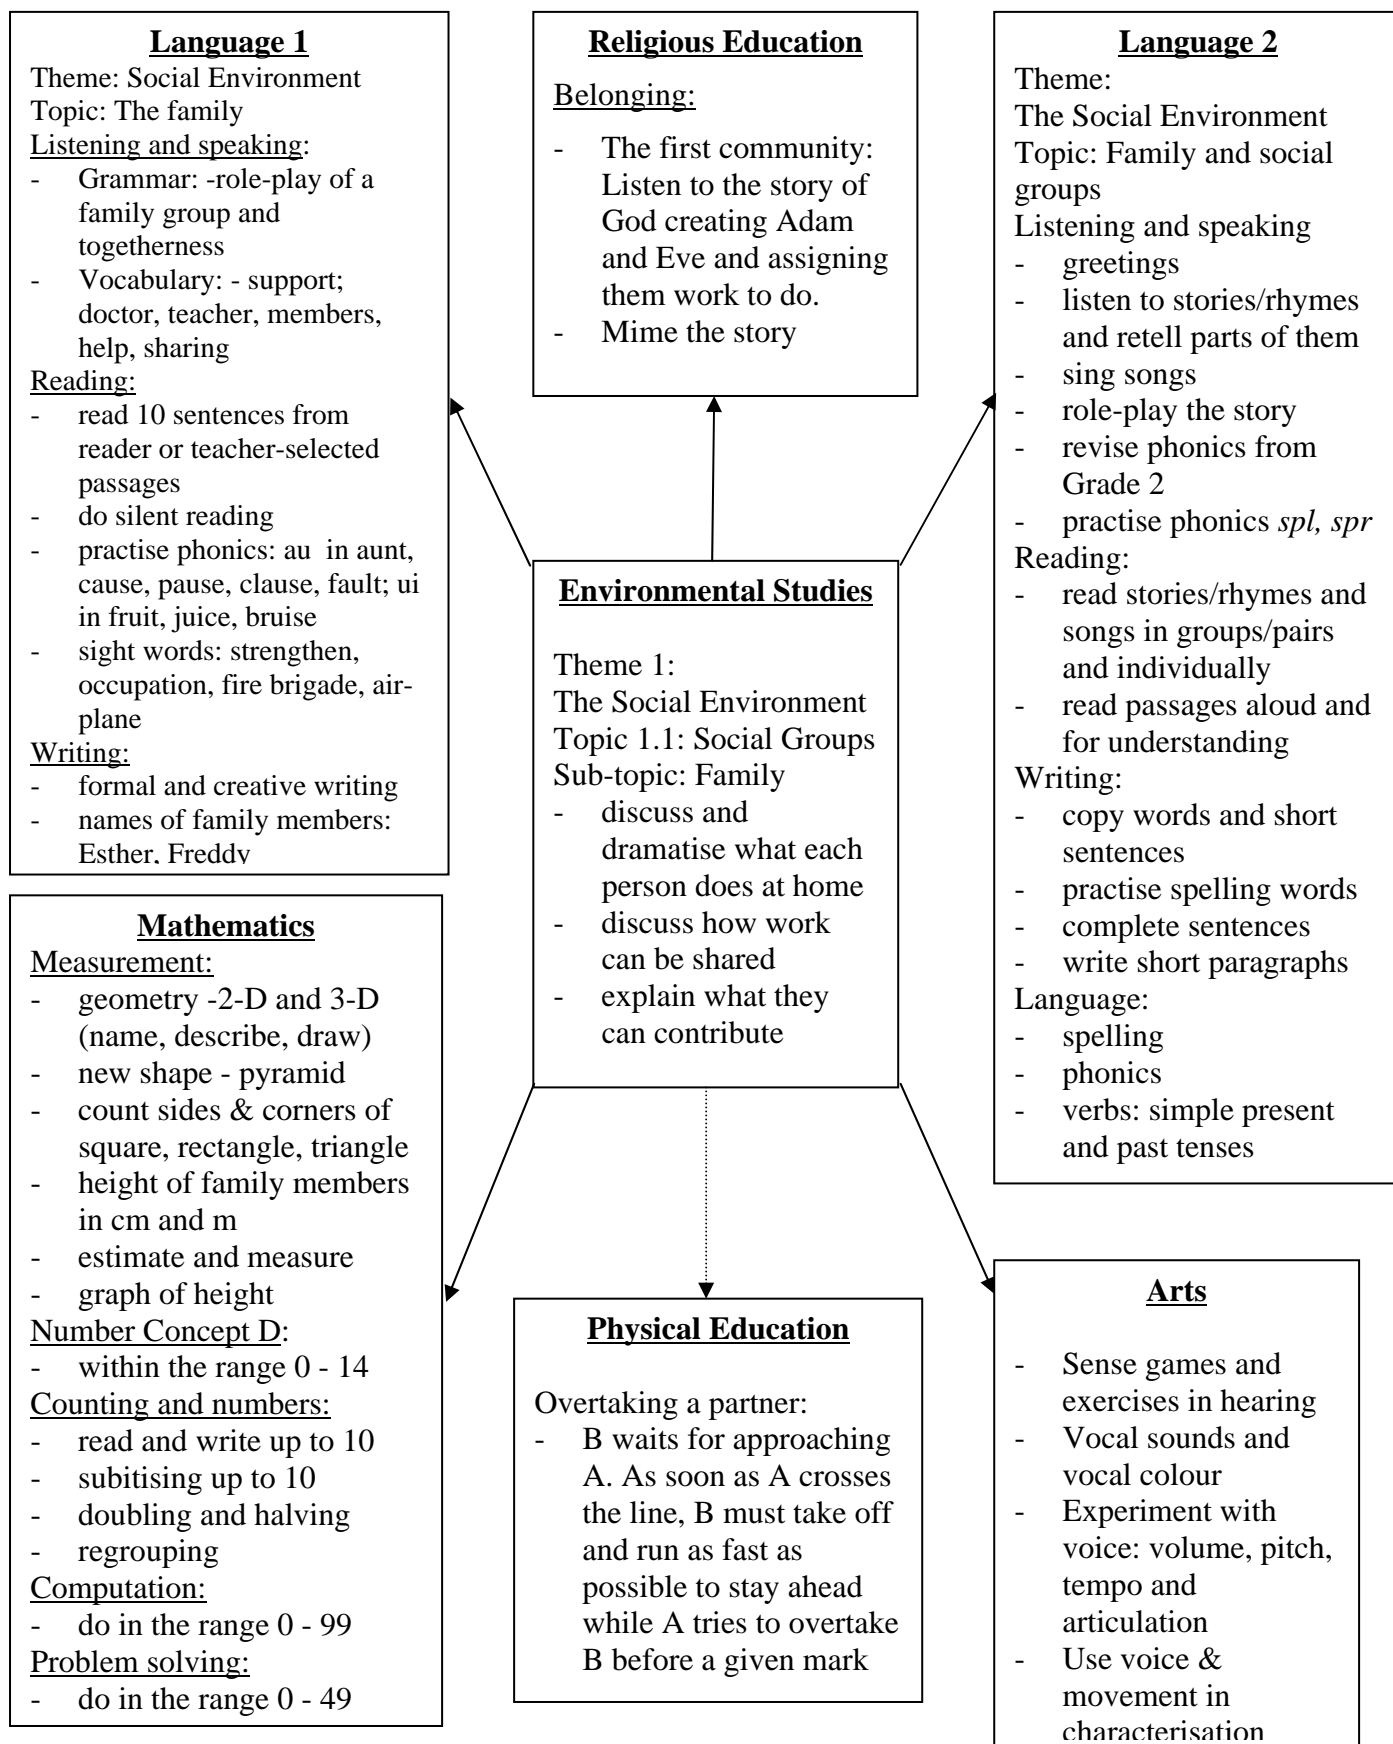 Language 1
Theme: Social Environment
Topic: The family
Listening and speaking:
- Grammar: -role-play of a
family group and
togetherness
- Vocabulary: - support;
doctor, teacher, members,
help, sharing
Reading:
- read 10 sentences from
reader or teacher-selected
passages
- do silent reading
- practise phonics: au in aunt,
cause, pause, clause, fault; ui
in fruit, juice, bruise
- sight words: strengthen,
occupation, fire brigade, air-
plane
Writing:
- formal and creative writing
- names of family members:
Esther, Freddy
Religious Education
Belonging:
- The first community:
Listen to the story of
God creating Adam
and Eve and assigning
them work to do.
- Mime the story
Language 2
Theme:
The Social Environment
Topic: Family and social
groups
Listening and speaking
- greetings
- listen to stories/rhymes
and retell parts of them
- sing songs
- role-play the story
- revise phonics from
Grade 2
- practise phonics spl, spr
Reading:
- read stories/rhymes and
songs in groups/pairs
and individually
- read passages aloud and
for understanding
Writing:
- copy words and short
sentences
- practise spelling words
- complete sentences
- write short paragraphs
Language:
- spelling
- phonics
- verbs: simple present
and past tenses
Environmental Studies
Theme 1:
The Social Environment
Topic 1.1: Social Groups
Sub-topic: Family
- discuss and
dramatise what each
person does at home
- discuss how work
can be shared
- explain what they
can contribute
Mathematics
Measurement:
- geometry -2-D and 3-D
(name, describe, draw)
- new shape - pyramid
- count sides & corners of
square, rectangle, triangle
- height of family members
in cm and m
- estimate and measure
- graph of height
Number Concept D:
- within the range 0 - 14
Counting and numbers:
- read and write up to 10
- subitising up to 10
- doubling and halving
- regrouping
Computation:
- do in the range 0 - 99
Problem solving:
- do in the range 0 - 49
Physical Education
Overtaking a partner:
- B waits for approaching
A. As soon as A crosses
the line, B must take off
and run as fast as
possible to stay ahead
while A tries to overtake
B before a given mark
Arts
- Sense games and
exercises in hearing
- Vocal sounds and
vocal colour
- Experiment with
voice: volume, pitch,
tempo and
articulation
- Use voice &
movement in
characterisation